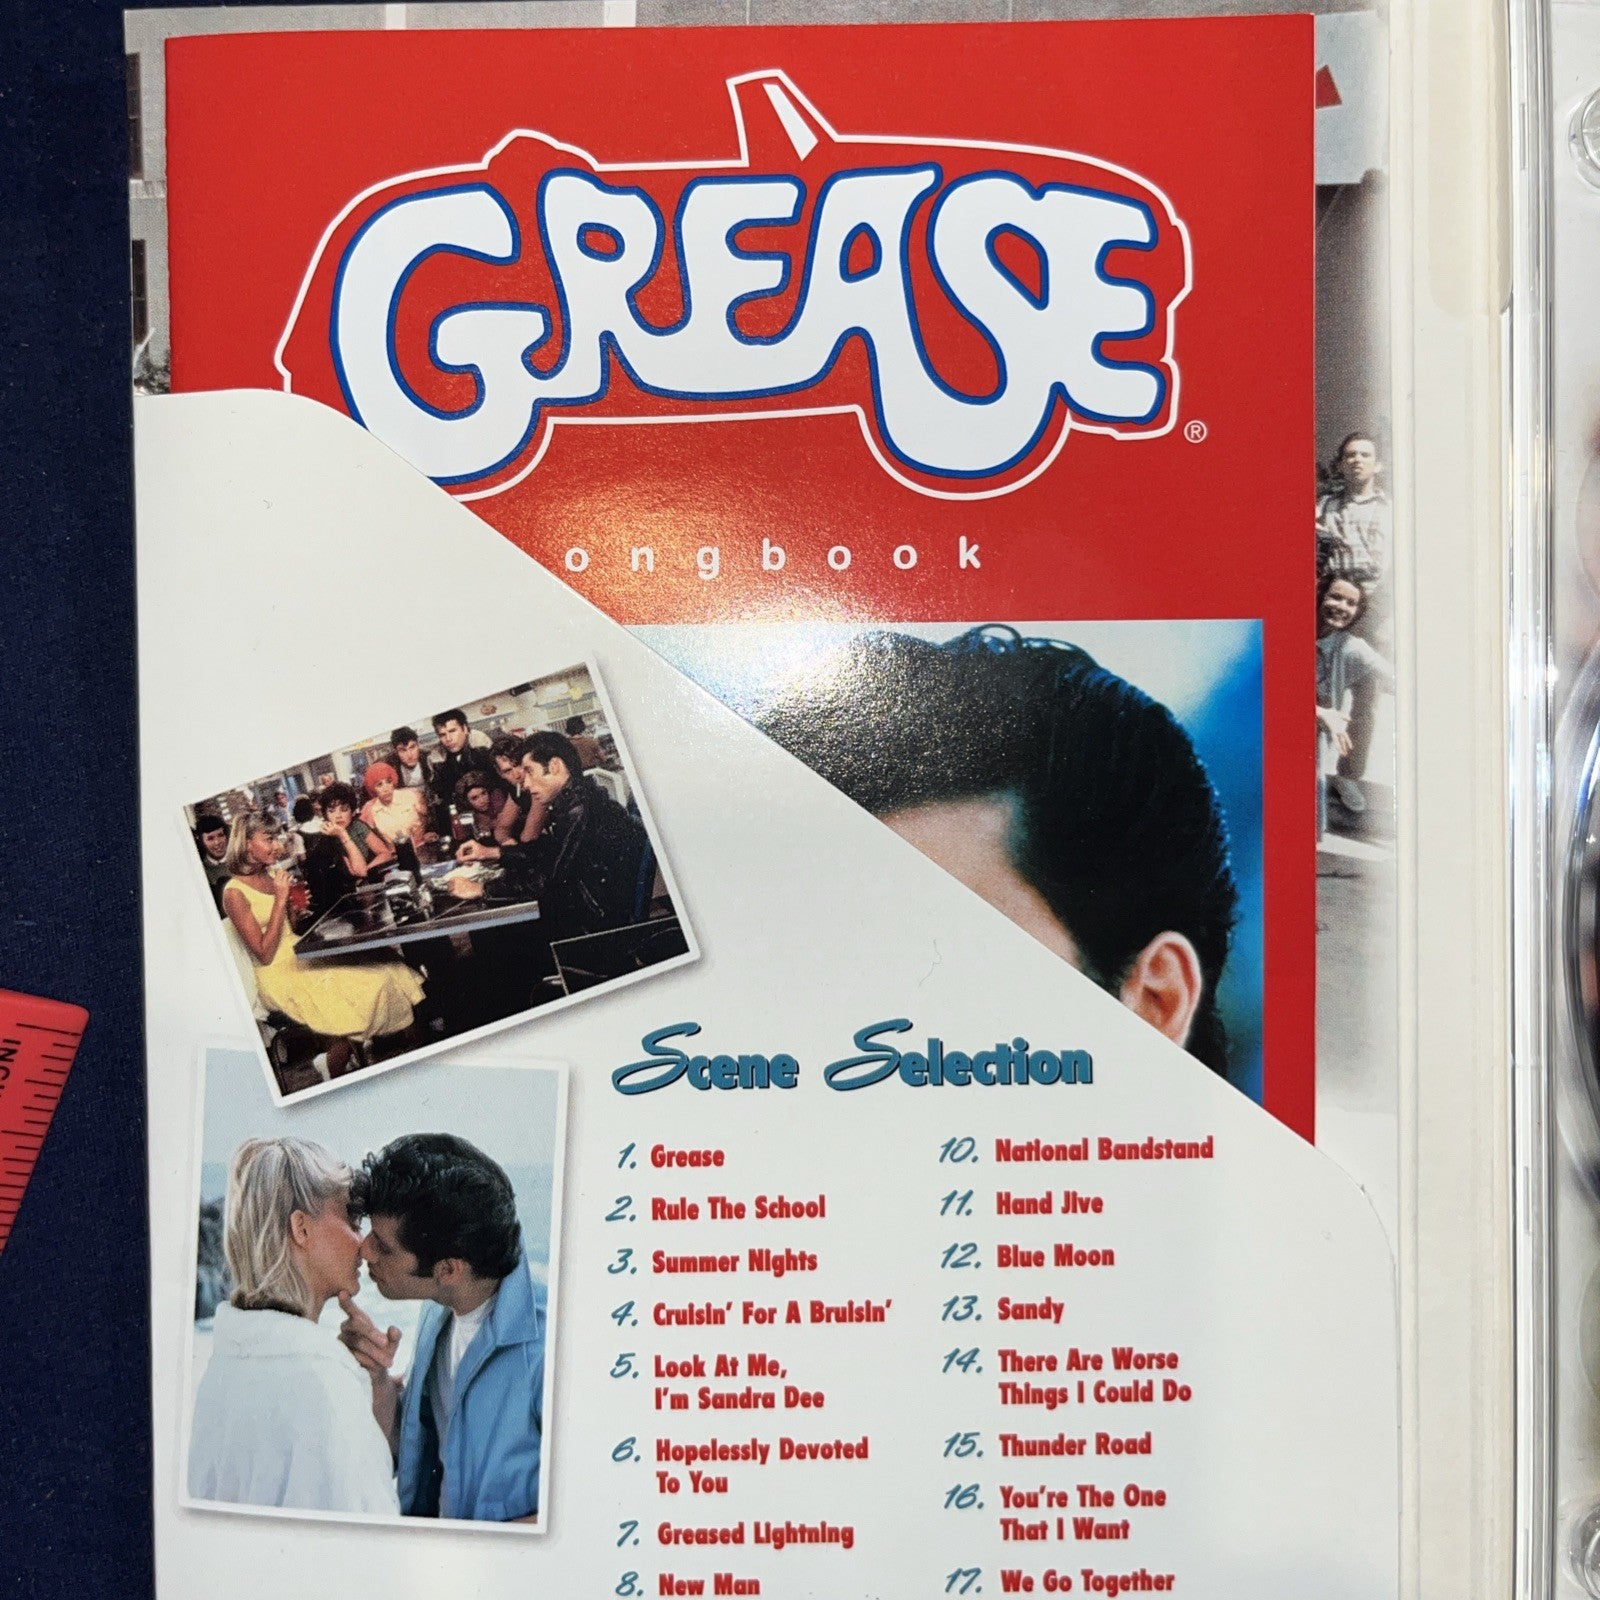 GREASE
®
ongbook
Scene Selection
1. Grease
2. Rule The School
3. Summer Nights
4. Cruisin' For A Bruisin'
5. Look At Me,
I'm Sandra Dee
6. Hopelessly Devoted
To You
7. Greased Lightning
8. New Man
10. National Bandstand
11. Hand Jive
12. Blue Moon
13. Sandy
14. There Are Worse
Things I Could Do
15. Thunder Road
16. You're The One
That I Want
17. We Go Together